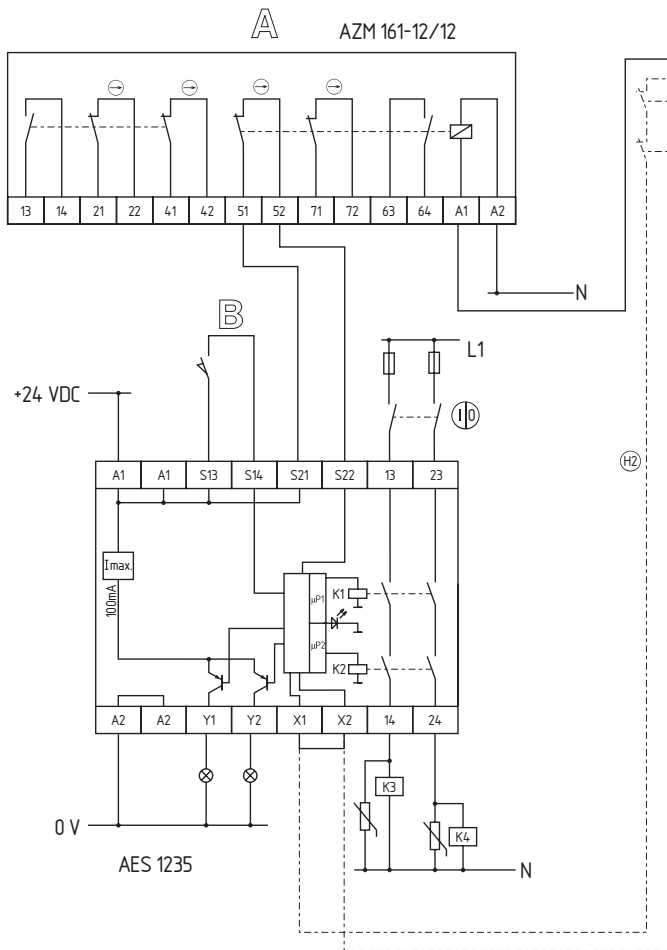 A AZM 161-12/12
13 14 21 22 41 42 51 52 71 72 63 64 A1 A2
N
B
L1
+24 VDC
I 0
A1 A1 S13 S14 S21 S22 13 23
H2
Imax.
100mA
µP1 K1
µP2 K2
A2 A2 Y1 Y2 X1 X2 14 24
K3
0 V K4
AES 1235 N